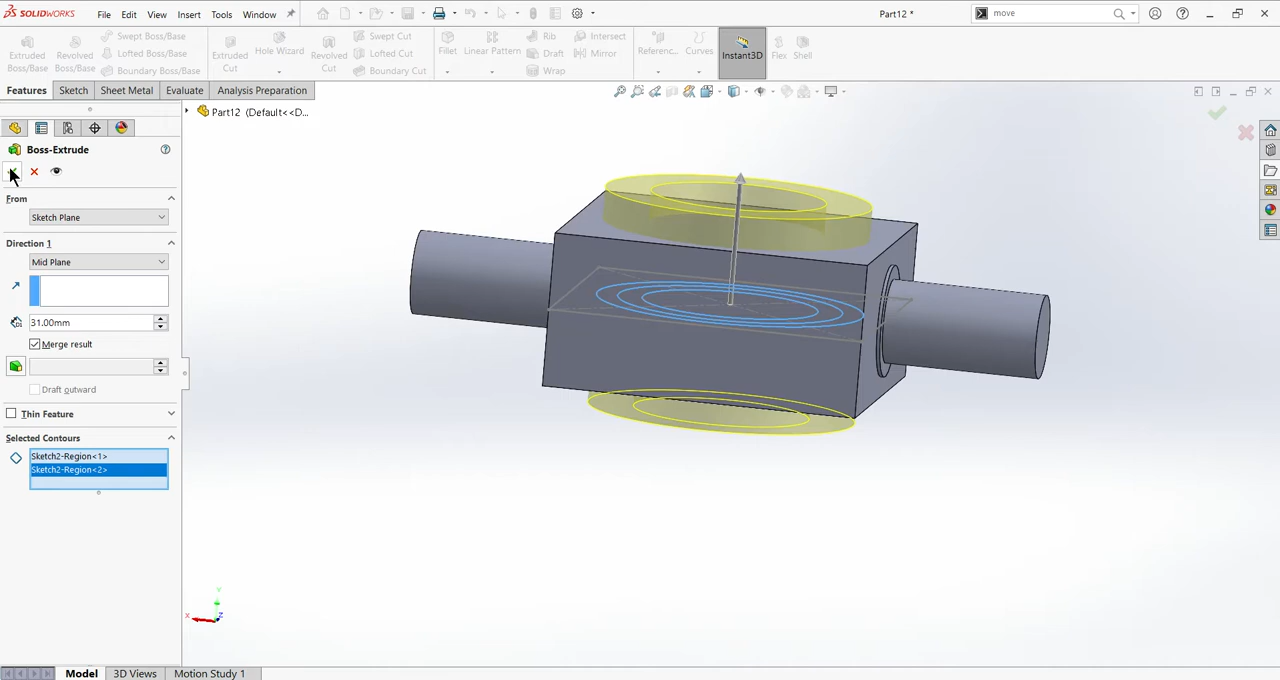 SOLIDWORKS File Edit View Insert Tools Window Part12 * move
Extruded Boss/Base
Revolved Boss/Base
Swept Boss/Base
Lofted Boss/Base
Boundary Boss/Base
Extruded Cut
Hole Wizard
Revolved Cut
Swept Cut
Lofted Cut
Boundary Cut
Fillet
Linear Pattern
Rib
Draft
Wrap
Intersect
Mirror
Referenc...
Curves
Instant3D
Flex
Shell
Features Sketch Sheet Metal Evaluate Analysis Preparation
Part12 (Default<<D...
Boss-Extrude
From
Sketch Plane
Direction 1
Mid Plane
31.00mm
Merge result
Draft outward
Thin Feature
Selected Contours
Sketch2-Region<1>
Sketch2-Region<2>
Y
X
Z
Model 3D Views Motion Study 1